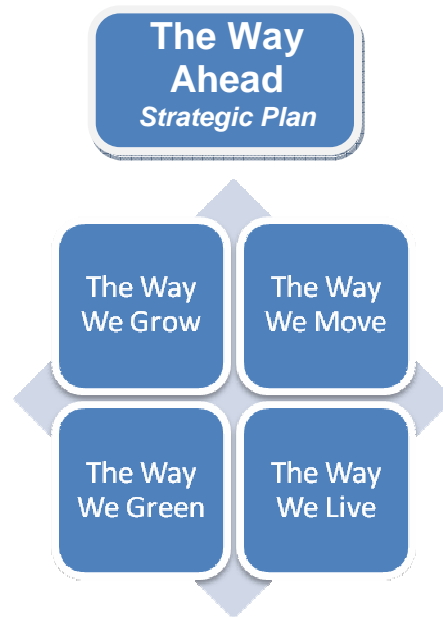 The Way
Ahead
Strategic Plan
The Way
We Grow
The Way
We Move
The Way
We Green
The Way
We Live